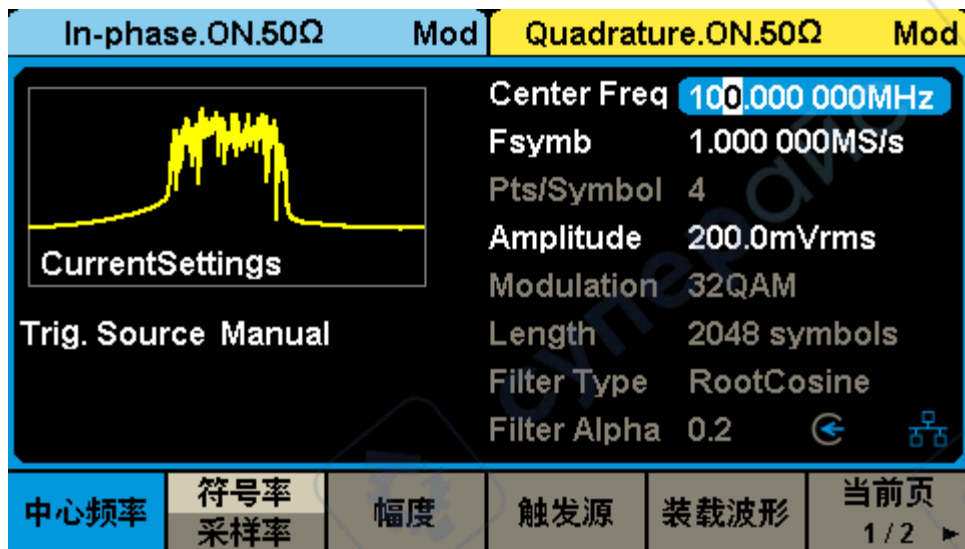 In-phase.ON.50Ω Mod Quadrature.ON.50Ω Mod
Center Freq 100.000 000MHz
Fsymb 1.000 000MS/s
Pts/Symbol 4
Amplitude 200.0mVrms
CurrentSettings
Modulation 32QAM
Trig. Source Manual
Length 2048 symbols
Filter Type RootCosine
Filter Alpha 0.2
中心频率
符号率
采样率
幅度
触发源
装载波形
当前页
1/2
суперайс